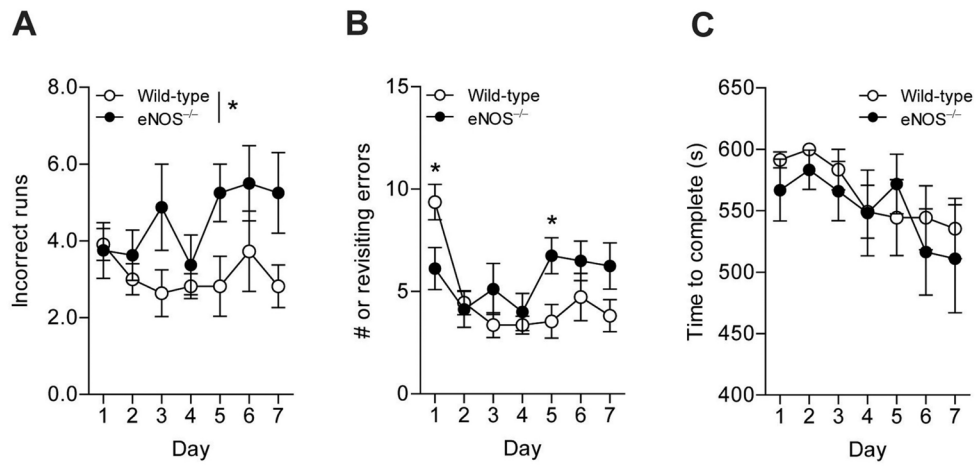 A
8.0
6.0
4.0
2.0
0.0
Incorrect runs
Wild-type
eNOS⁻/⁻
*
1 2 3 4 5 6 7
Day
B
15
10
5
0
# or revisiting errors
Wild-type
eNOS⁻/⁻
*
*
1 2 3 4 5 6 7
Day
C
650
600
550
500
450
400
Time to complete (s)
Wild-type
eNOS⁻/⁻
1 2 3 4 5 6 7
Day